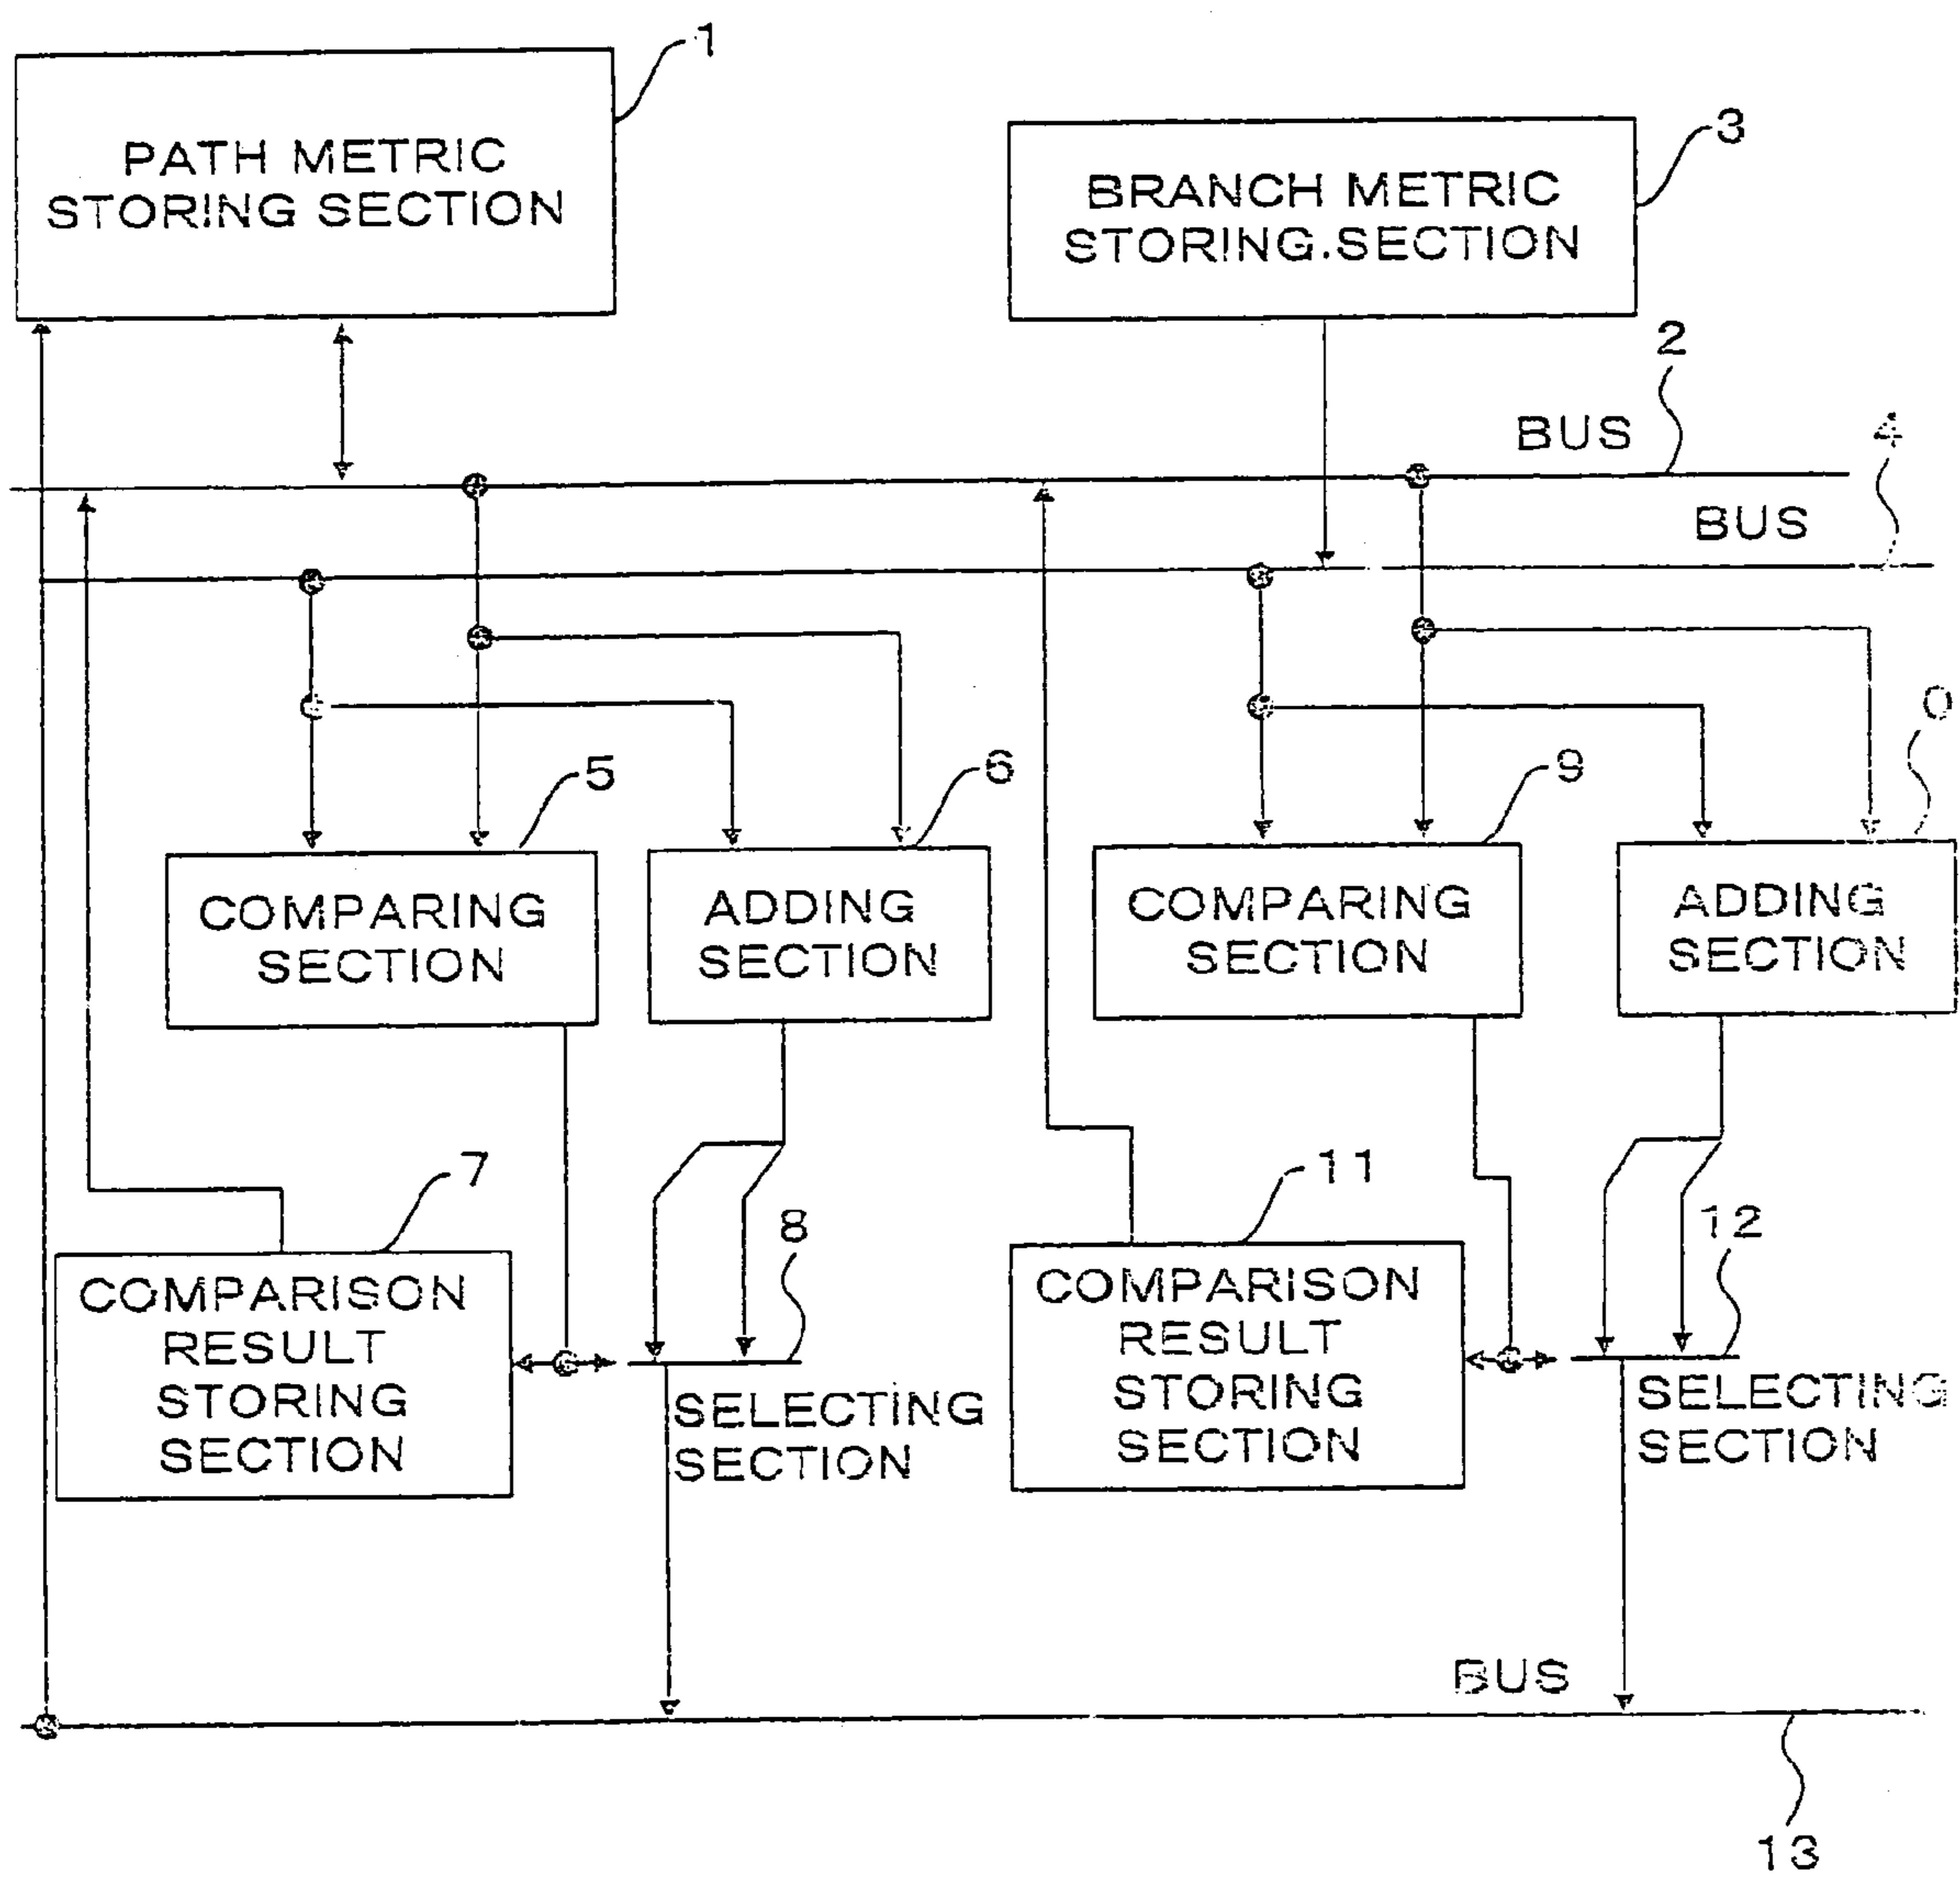 1
PATH METRIC
STORING SECTION
3
BRANCH METRIC
STORING.SECTION
2
BUS
4
BUS
5
6
9
0
COMPARING
SECTION
ADDING
SECTION
COMPARING
SECTION
ADDING
SECTION
7
8
11
12
COMPARISON
RESULT
STORING
SECTION
SELECTING
SECTION
COMPARISON
RESULT
STORING
SECTION
SELECTING
SECTION
BUS
13